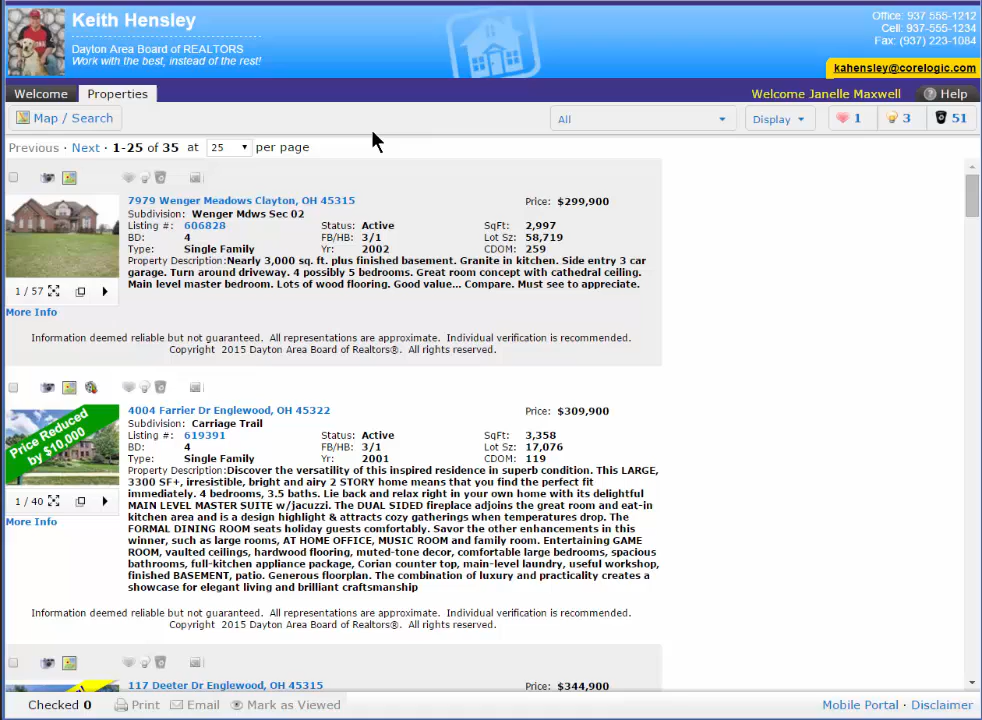 Keith Hensley
Dayton Area Board of REALTORS
Work with the best, instead of the rest!
Office: 937 555-1212
Cell: 937-555-1234
Fax: (937) 223-1084
kahensley@corelogic.com
Welcome
Properties
Welcome Janelle Maxwell
? Help
Map / Search
All
Display
1
3
51
Previous · Next · 1-25 of 35 at 25 per page
7979 Wenger Meadows Clayton, OH 45315
Price: $299,900
Subdivision: Wenger Mdws Sec 02
Listing #: 606828 Status: Active SqFt: 2,997
BD: 4 FB/HB: 3/1 Lot Sz: 58,719
Type: Single Family Yr: 2002 CDOM: 259
Property Description:Nearly 3,000 sq. ft. plus finished basement. Granite in kitchen. Side entry 3 car
garage. Turn around driveway. 4 possibly 5 bedrooms. Great room concept with cathedral ceiling.
Main level master bedroom. Lots of wood flooring. Good value... Compare. Must see to appreciate.
1 / 57
More Info
Information deemed reliable but not guaranteed. All representations are approximate. Individual verification is recommended.
Copyright 2015 Dayton Area Board of Realtors®. All rights reserved.
4004 Farrier Dr Englewood, OH 45322
Price: $309,900
Price Reduced
by $10,000
Subdivision: Carriage Trail
Listing #: 619391 Status: Active SqFt: 3,358
BD: 4 FB/HB: 3/1 Lot Sz: 17,076
Type: Single Family Yr: 2001 CDOM: 119
Property Description:Discover the versatility of this inspired residence in superb condition. This LARGE,
3300 SF+, irresistible, bright and airy 2 STORY home means that you find the perfect fit
immediately. 4 bedrooms, 3.5 baths. Lie back and relax right in your own home with its delightful
MAIN LEVEL MASTER SUITE w/jacuzzi. The DUAL SIDED fireplace adjoins the great room and eat-in
kitchen area and is a design highlight & attracts cozy gatherings when temperatures drop. The
FORMAL DINING ROOM seats holiday guests comfortably. Savor the other enhancements in this
winner, such as large rooms, AT HOME OFFICE, MUSIC ROOM and family room. Entertaining GAME
ROOM, vaulted ceilings, hardwood flooring, muted-tone decor, comfortable large bedrooms, spacious
bathrooms, full-kitchen appliance package, Corian counter top, main-level laundry, useful workshop,
finished BASEMENT, patio. Generous floorplan. The combination of luxury and practicality creates a
showcase for elegant living and brilliant craftsmanship
1 / 40
More Info
Information deemed reliable but not guaranteed. All representations are approximate. Individual verification is recommended.
Copyright 2015 Dayton Area Board of Realtors®. All rights reserved.
117 Deeter Dr Englewood, OH 45315
Price: $344,900
Checked 0 Print Email Mark as Viewed
Mobile Portal · Disclaimer